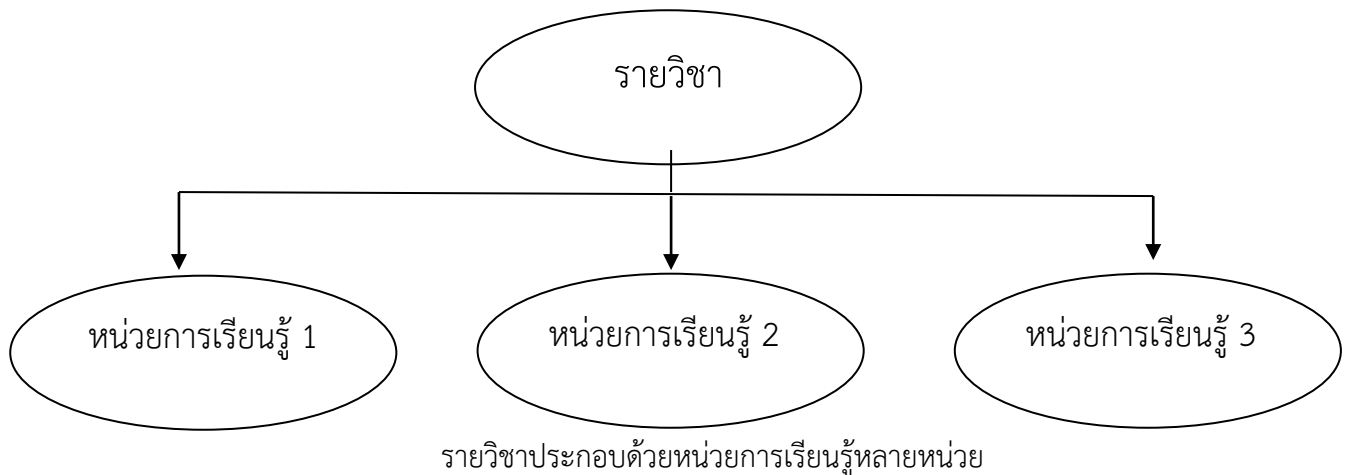 รายวิชา
หน่วยการเรียนรู้ 1
หน่วยการเรียนรู้ 2
หน่วยการเรียนรู้ 3
รายวิชาประกอบด้วยหน่วยการเรียนรู้หลายหน่วย